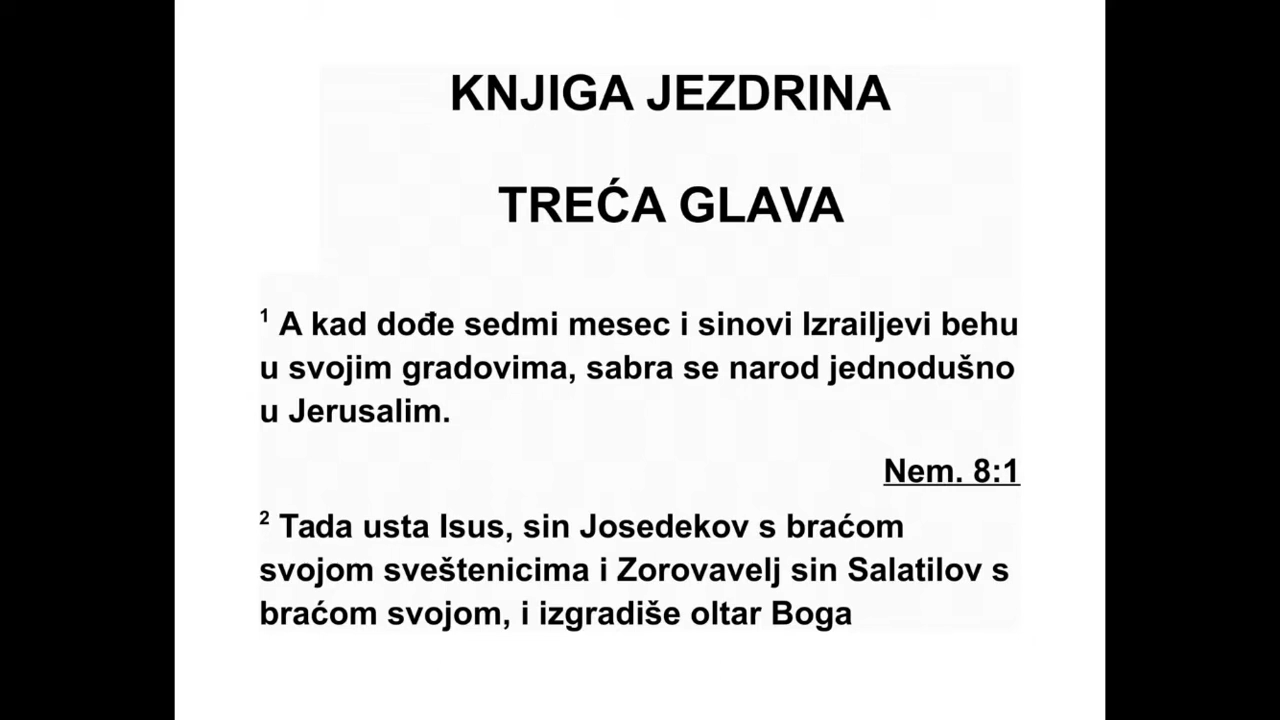 KNJIGA JEZDRINA
TREĆA GLAVA
¹ A kad dođe sedmi mesec i sinovi Izrailjevi behu
u svojim gradovima, sabra se narod jednodušno
u Jerusalim.
Nem. 8:1
² Tada usta Isus, sin Josedekov s braćom
svojom sveštenicima i Zorovavelj sin Salatilov s
braćom svojom, i izgradiše oltar Boga